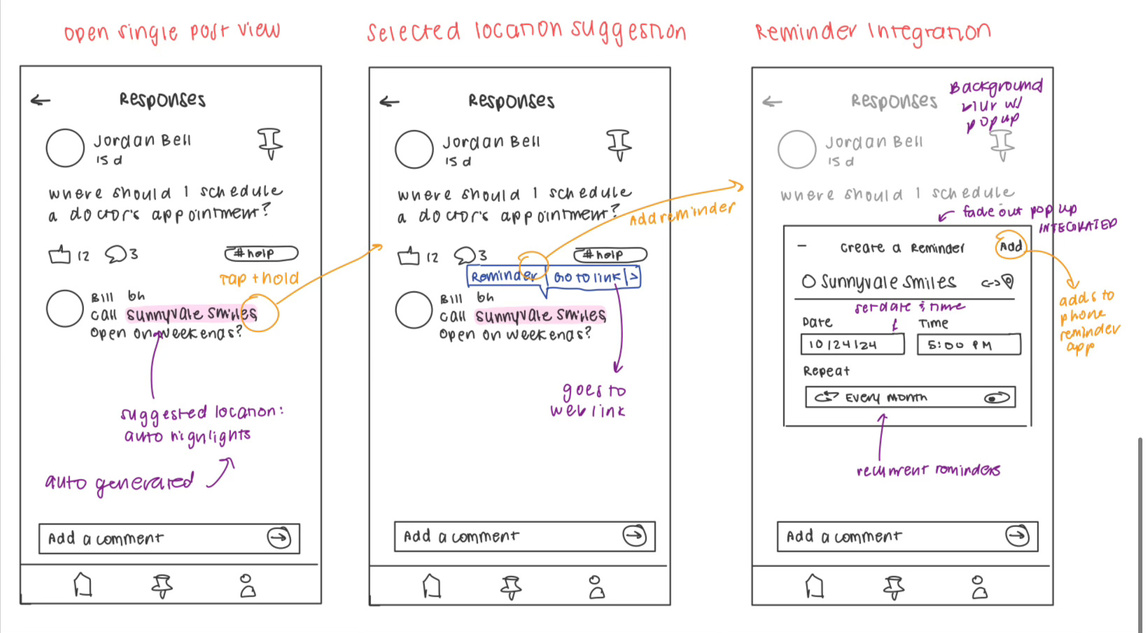 open single post view
Responses
Jordan Bell
15 d
where should I schedule
a doctor's appointment?
12
3
#help
Tap + hold
Bill 6h
call sunnyvale smiles
open on weekends?
suggested location:
auto highlights
auto generated
Add a comment
Selected location suggestion
Responses
Jordan Bell
15 d
where should I schedule
a doctor's appointment?
Add reminder
12
3
#help
Reminder
Go to link
>
Bill 6h
call sunnyvale smiles
open on weekends?
goes to
web link
Add a comment
Reminder Integration
Background
blur w/
popup
Responses
Jordan Bell
15 d
where should I schedule
fade out pop up
INTEGRATED
create a reminder
Add
Sunnyvale Smiles
set date & time
Date
Time
10/24/24
5:00 PM
Repeat
Every month
adds to
phone
reminder
app
recurrent reminders
Add a comment